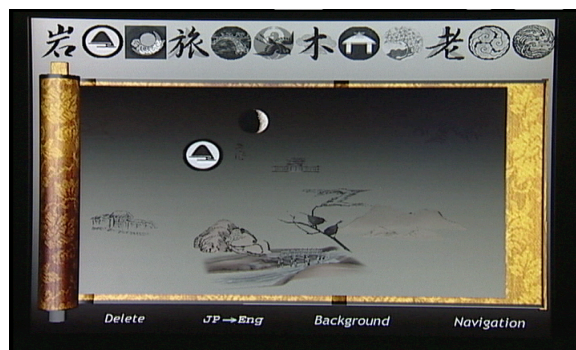 岩 旅 木 老
Delete JP→Eng Background Navigation